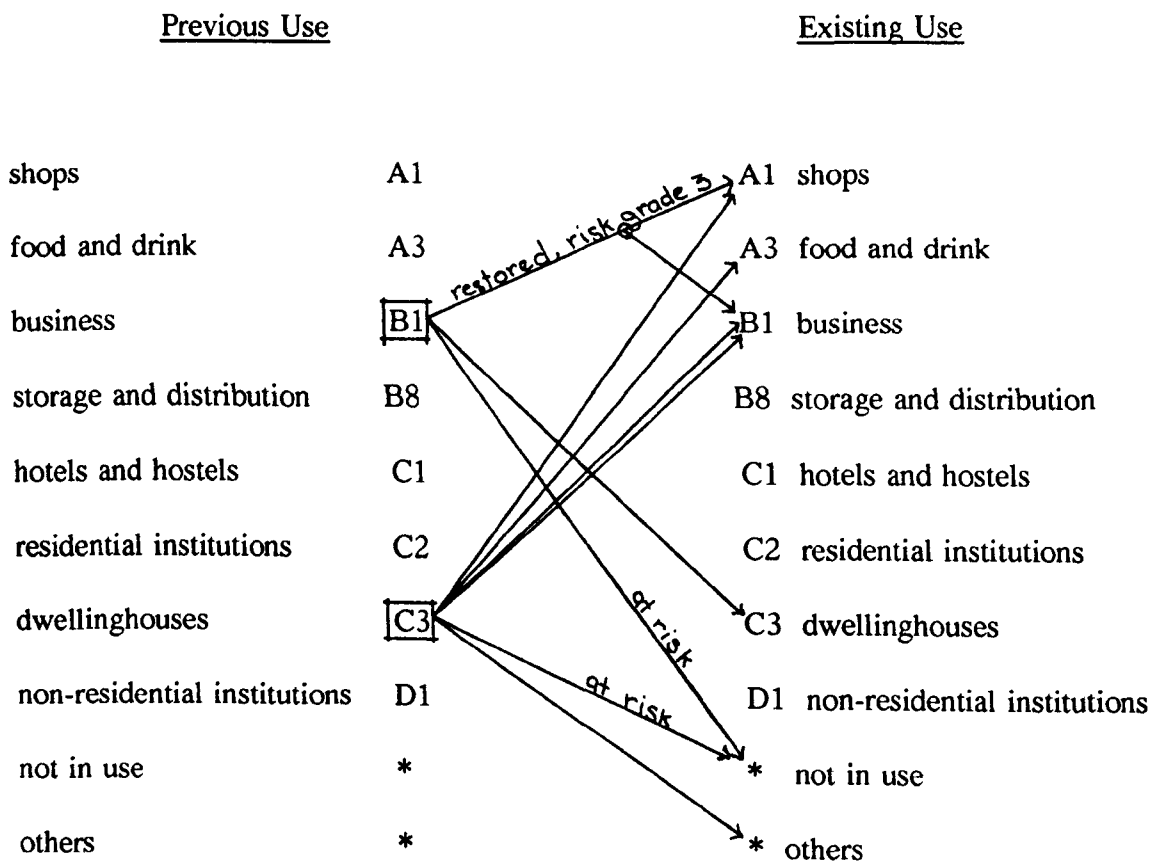 Previous Use Existing Use
shops A1 A1 shops
restored, risk grade 3
food and drink A3 A3 food and drink
business B1 B1 business
storage and distribution B8 B8 storage and distribution
hotels and hostels C1 C1 hotels and hostels
residential institutions C2 C2 residential institutions
dwellinghouses C3 C3 dwellinghouses
at risk
at risk
non-residential institutions D1 D1 non-residential institutions
not in use * * not in use
others * * others